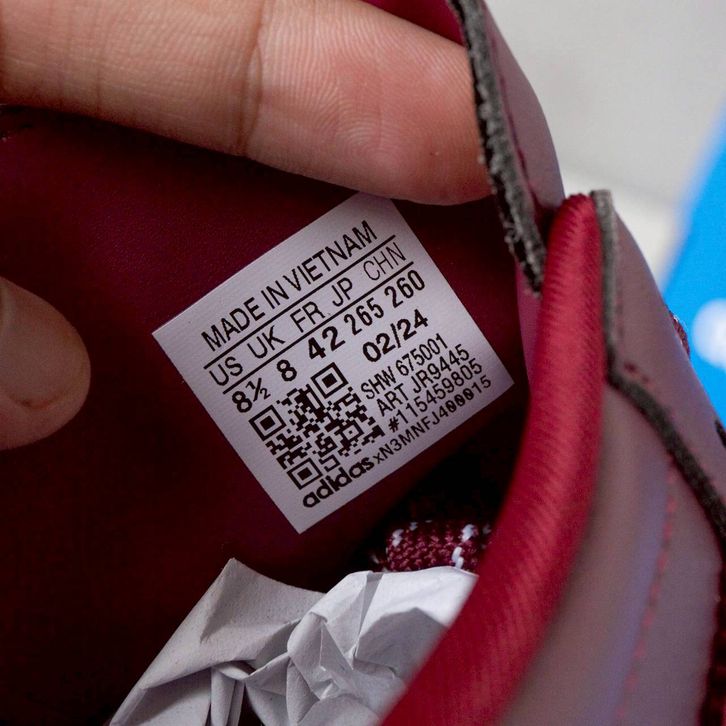 MADE IN VIETNAM
US UK FR JP CHN
8½ 8 42 265 260
02/24
SHW 675001
ART JR9445
#115459805
adidas xN3MNFJ400015